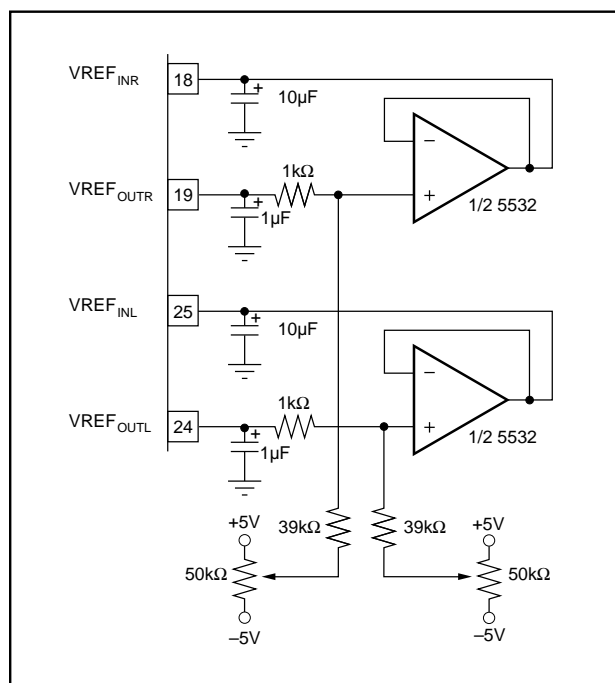 VREF_INR 18
+
10µF
−
1kΩ
VREF_OUTR 19
+
+
1µF
1/2 5532
VREF_INL 25
+
10µF
−
1kΩ
VREF_OUTL 24
+
+
1µF
1/2 5532
+5V 39kΩ 39kΩ +5V
50kΩ 50kΩ
–5V –5V